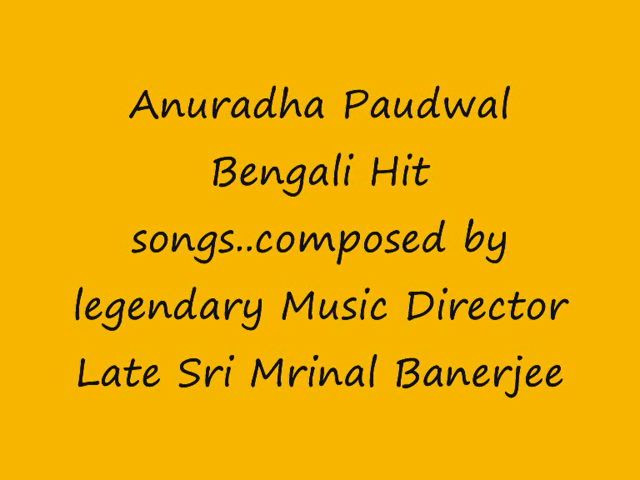 Anuradha Paudwal
Bengali Hit
songs..composed by
legendary Music Director
Late Sri Mrinal Banerjee